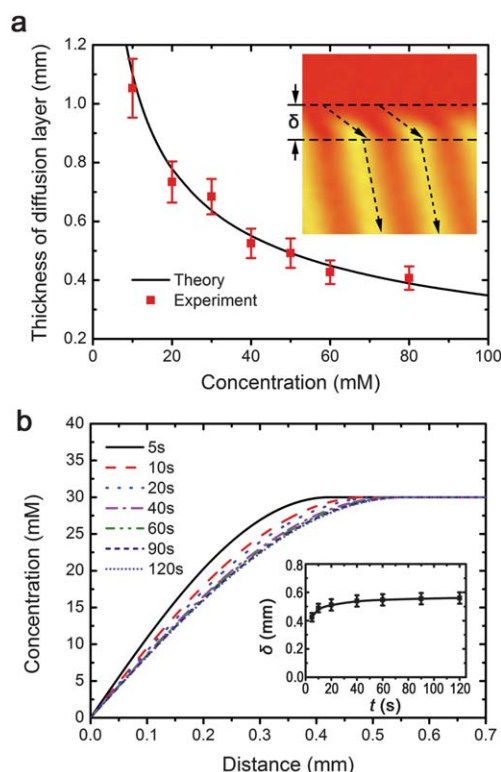 a
Thickness of diffusion layer (mm)
1.2
1.0
0.8
0.6
0.4
0.2
δ
Theory
Experiment
0 20 40 60 80 100
Concentration (mM)
b
Concentration (mM)
40
35
30
25
20
15
10
5
0
5s
10s
20s
40s
60s
90s
120s
δ (mm)
0.8
0.6
0.4
0.2
0.0
0 20 40 60 80 100 120
t (s)
0.0 0.1 0.2 0.3 0.4 0.5 0.6 0.7
Distance (mm)